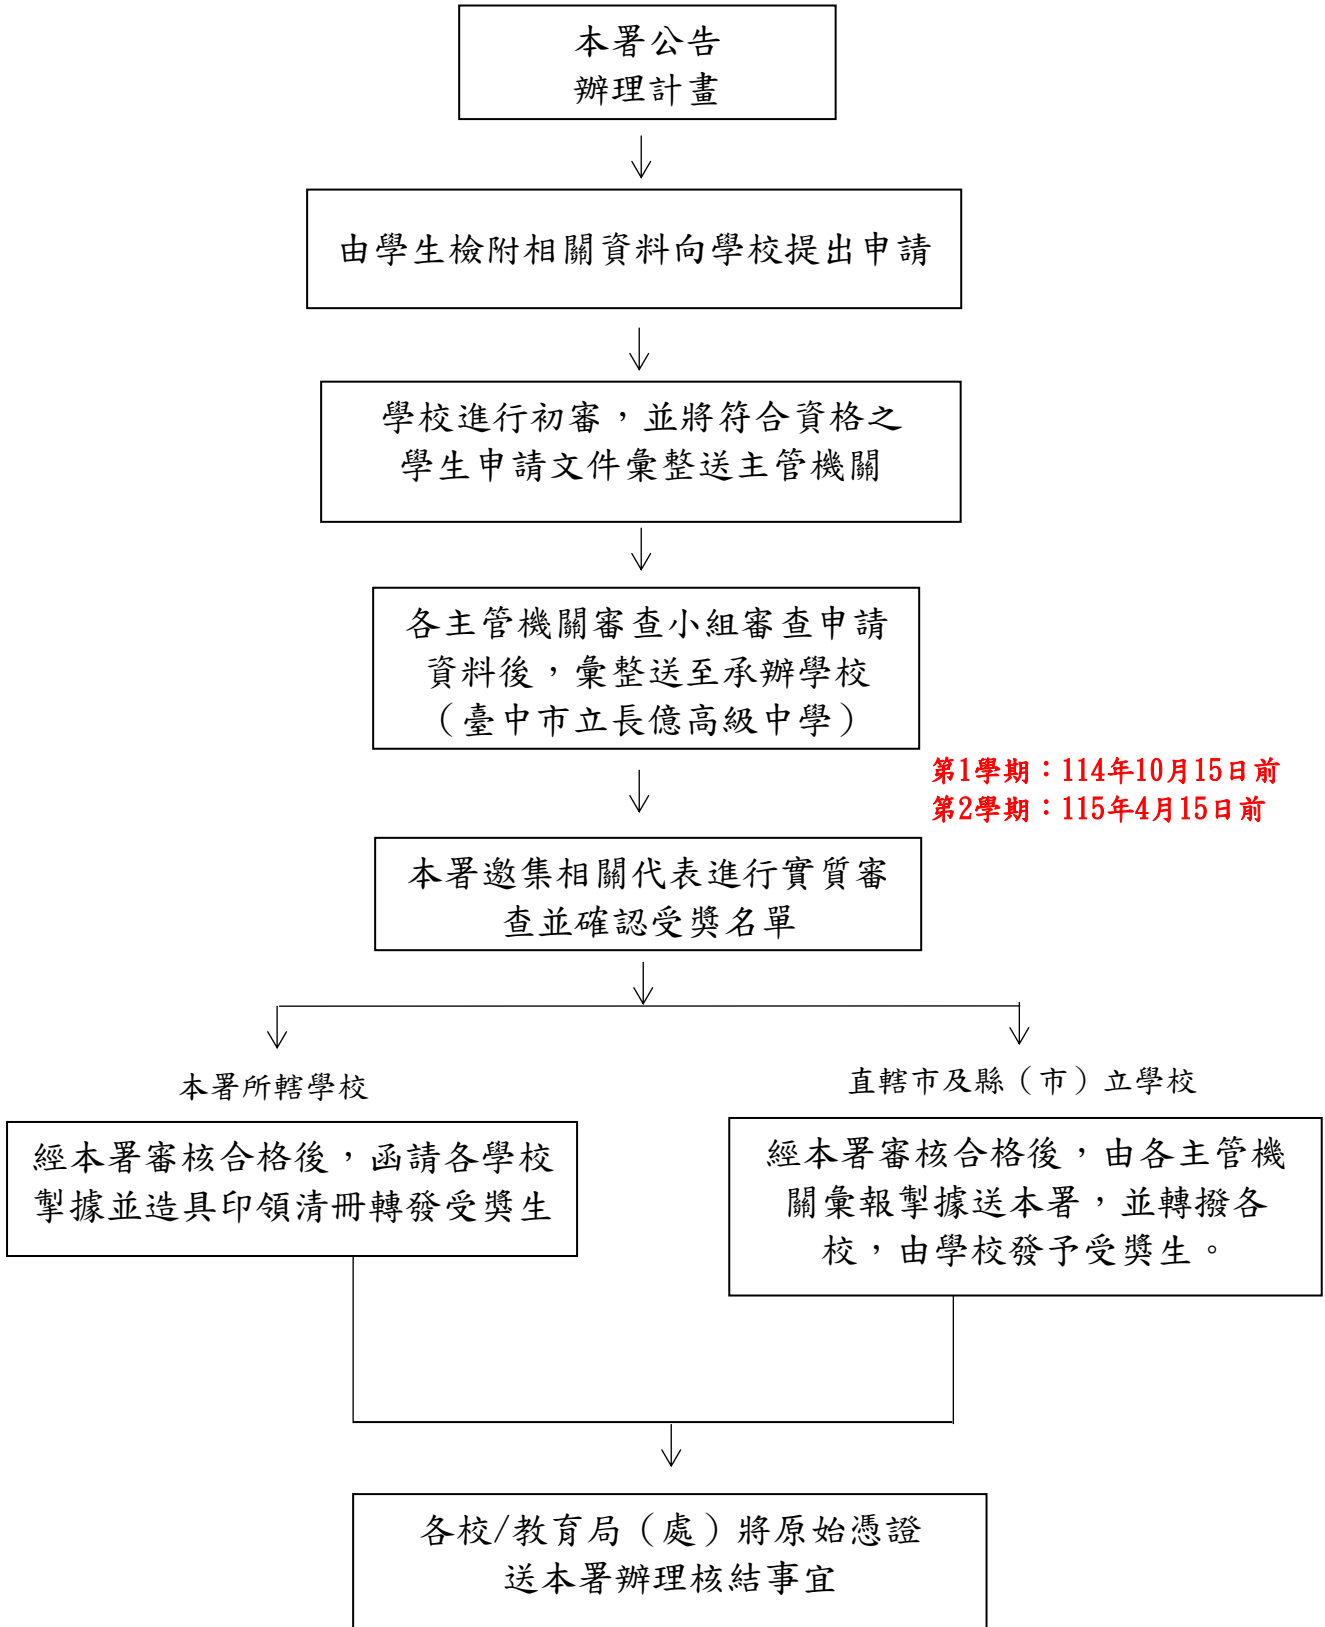 本署公告
辦理計畫
由學生檢附相關資料向學校提出申請
學校進行初審，並將符合資格之
學生申請文件彙整送主管機關
各主管機關審查小組審查申請
資料後，彙整送至承辦學校
（臺中市立長億高級中學）
第1學期：114年10月15日前
第2學期：115年4月15日前
本署邀集相關代表進行實質審
查並確認受獎名單
本署所轄學校
經本署審核合格後，函請各學校
掣據並造具印領清冊轉發受獎生
直轄市及縣（市）立學校
經本署審核合格後，由各主管機
關彙報掣據送本署，並轉撥各
校，由學校發予受獎生。
各校/教育局（處）將原始憑證
送本署辦理核結事宜